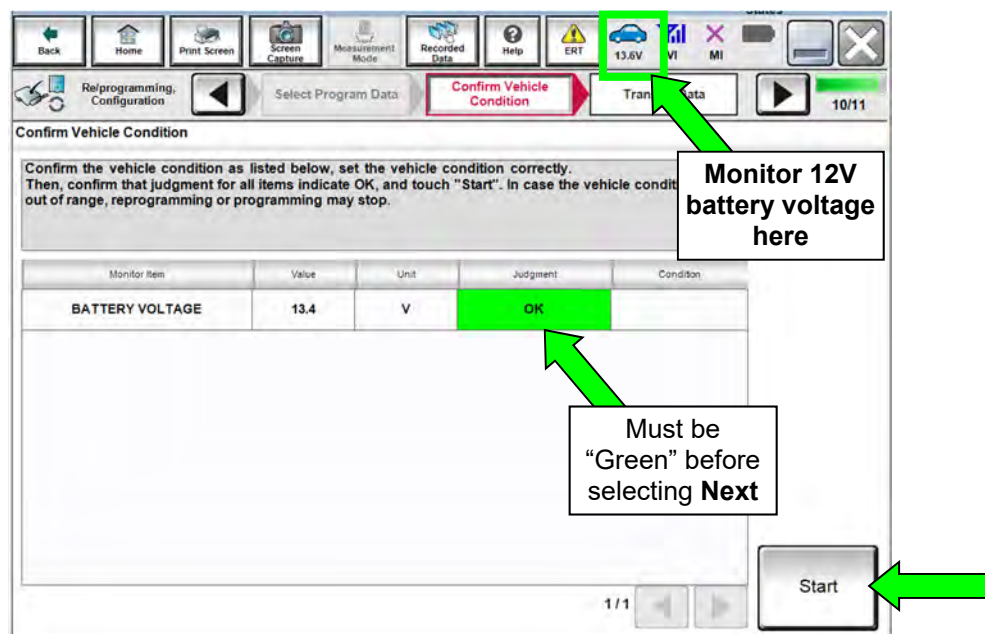 Back
Home
Print Screen
Screen
Capture
Measurement
Mode
Recorded
Data
Help
ERT
13.6V
VI
MI
Re/programming,
Configuration
Select Program Data
Confirm Vehicle
Condition
10/11
Confirm Vehicle Condition
Confirm the vehicle condition as listed below, set the vehicle condition correctly.
Then, confirm that judgment for all items indicate OK, and touch "Start". In case the vehicle condit
out of range, reprogramming or programming may stop.
Monitor 12V
battery voltage
here
Monitor Item Value Unit Judgment Condition
BATTERY VOLTAGE 13.4 V OK
Must be
“Green” before
selecting Next
Start
1/1